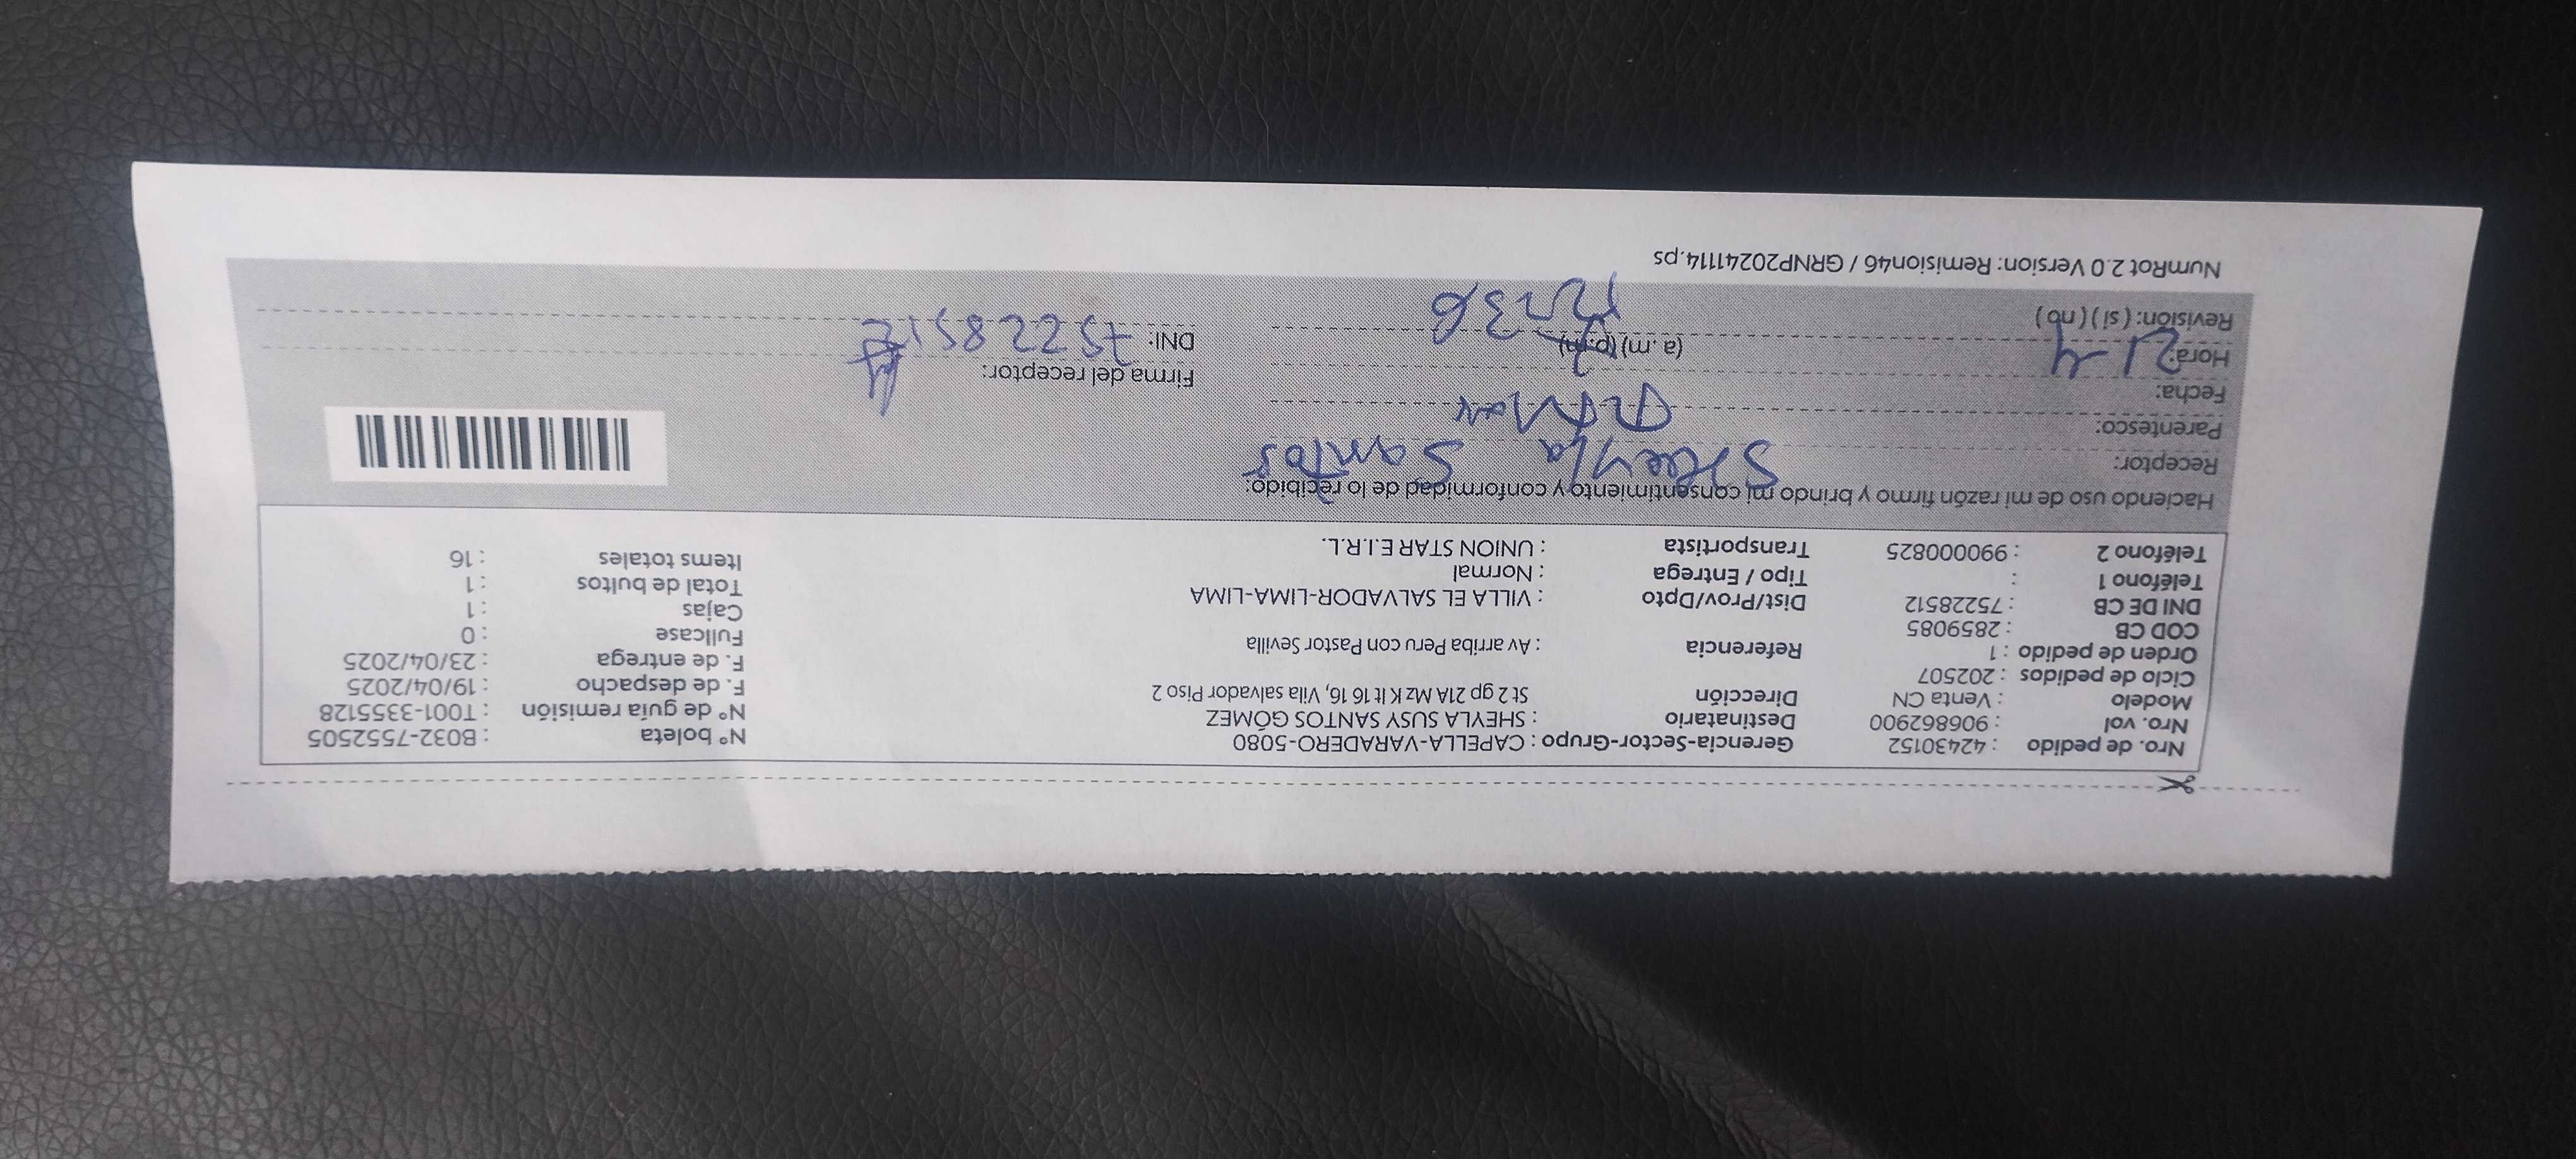 Nro. de pedido : 42430152 Gerencia-Sector-Grupo : CAPELLA-VARADERO-5080 N° boleta : B032-7552505
Nro. vol : 906862900 Destinatario : SHEYLA SUSY SANTOS GÓMEZ N° de guía remisión : T001-3355128
Modelo : Venta CN Dirección St 2 gp 21A Mz K lt 16 16, Vila salvador Piso 2 F. de despacho : 19/04/2025
Ciclo de pedidos : 202507 F. de entrega : 23/04/2025
Orden de pedido : 1 Referencia : Av arriba Peru con Pastor Sevilla Fullcase : 0
COD CB : 2859085 Cajas : 1
DNI DE CB : 75228512 Dist/Prov/Dpto : VILLA EL SALVADOR-LIMA-LIMA Total de bultos : 1
Teléfono 1 : Tipo / Entrega : Normal Items totales : 16
Teléfono 2 : 990000825 Transportista : UNION STAR E.I.R.L.
Haciendo uso de mi razón firmo y brindo mi consentimiento y conformidad de lo recibido:
Receptor: Sheyla Santos
Parentesco: titular
Fecha: 21-4
Hora: (a.m) (p.m) Firma del receptor:
Revisión: ( si ) ( no ) DNI: 75228512
NumRot 2.0 Version: Remision46 / GRNP20241114.ps